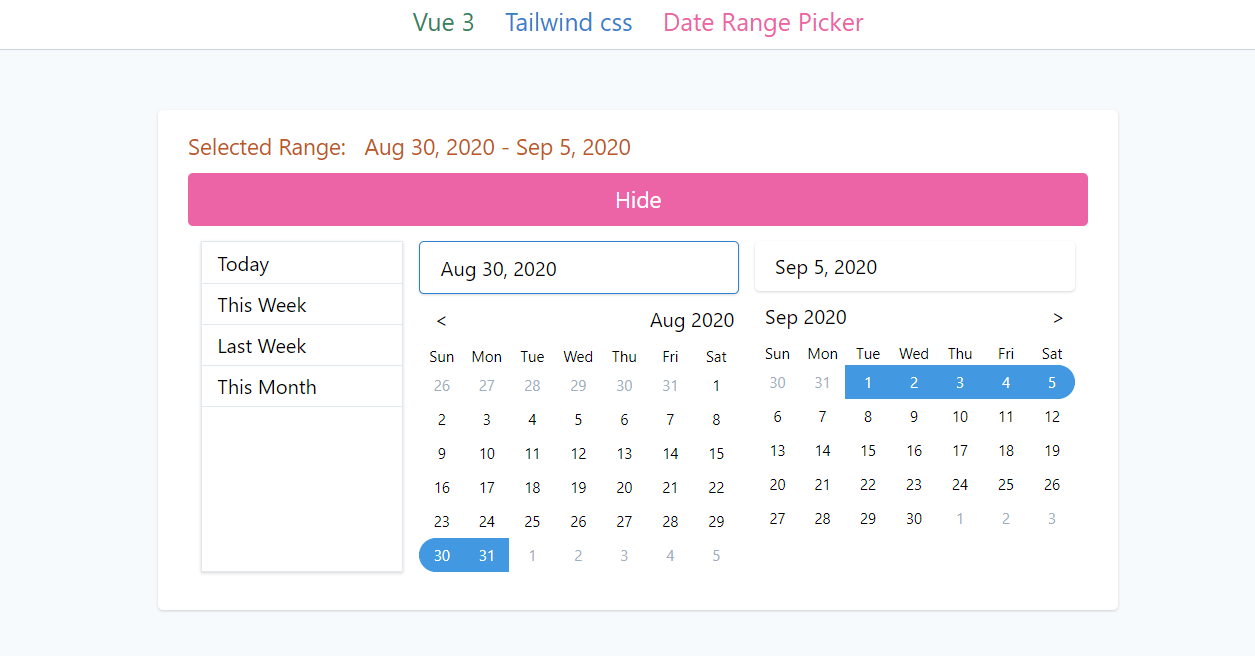 Vue 3 Tailwind css Date Range Picker
Selected Range: Aug 30, 2020 - Sep 5, 2020
Hide
Today
This Week
Last Week
This Month
Aug 30, 2020
< Aug 2020
Sun Mon Tue Wed Thu Fri Sat
26 27 28 29 30 31 1
2 3 4 5 6 7 8
9 10 11 12 13 14 15
16 17 18 19 20 21 22
23 24 25 26 27 28 29
30 31 1 2 3 4 5
Sep 5, 2020
Sep 2020 >
Sun Mon Tue Wed Thu Fri Sat
30 31 1 2 3 4 5
6 7 8 9 10 11 12
13 14 15 16 17 18 19
20 21 22 23 24 25 26
27 28 29 30 1 2 3